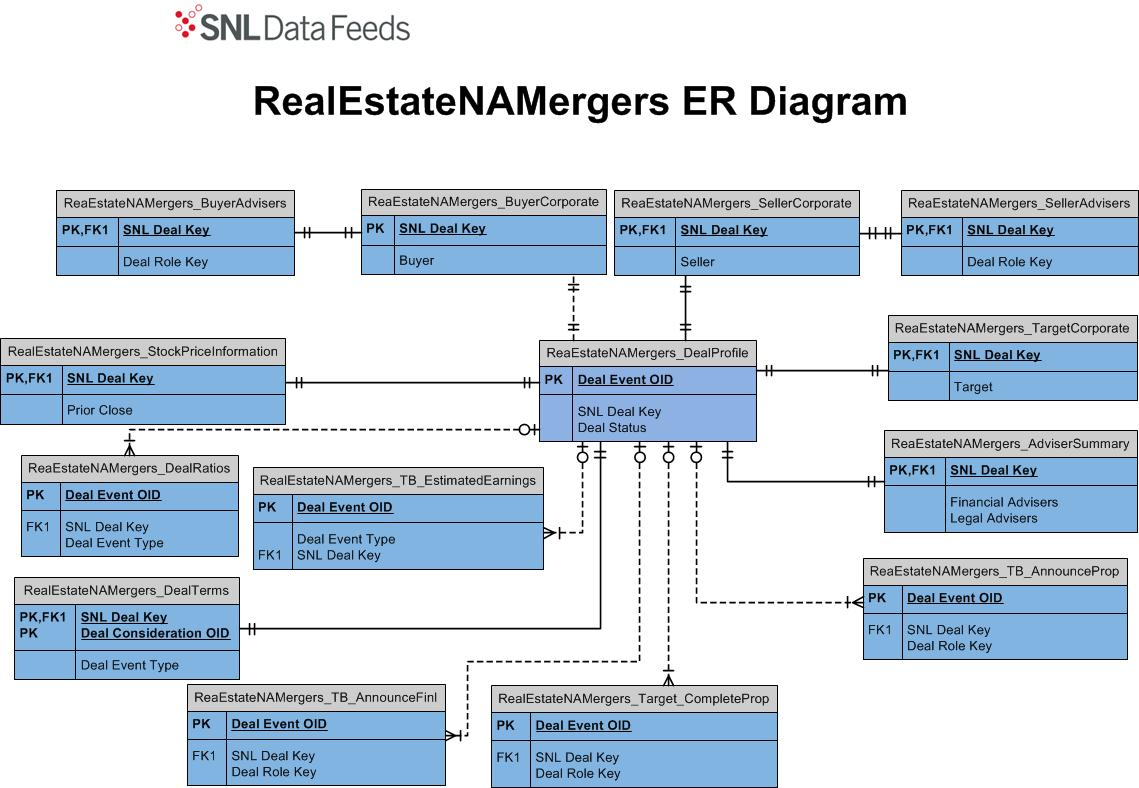 SNL Data Feeds
RealEstateNAMergers ER Diagram
ReaEstateNAMergers_BuyerAdvisers
PK,FK1 SNL Deal Key
Deal Role Key
ReaEstateNAMergers_BuyerCorporate
PK SNL Deal Key
Buyer
ReaEstateNAMergers_SellerCorporate
PK,FK1 SNL Deal Key
Seller
ReaEstateNAMergers_SellerAdvisers
PK,FK1 SNL Deal Key
Deal Role Key
RealEstateNAMergers_StockPriceInformation
PK,FK1 SNL Deal Key
Prior Close
ReaEstateNAMergers_DealProfile
PK Deal Event OID
SNL Deal Key
Deal Status
ReaEstateNAMergers_TargetCorporate
PK,FK1 SNL Deal Key
Target
ReaEstateNAMergers_AdviserSummary
PK,FK1 SNL Deal Key
Financial Advisers
Legal Advisers
ReaEstateNAMergers_DealRatios
PK Deal Event OID
FK1 SNL Deal Key
Deal Event Type
ReaEstateNAMergers_TB_EstimatedEarnings
PK Deal Event OID
Deal Event Type
FK1 SNL Deal Key
ReaEstateNAMergers_TB_AnnounceProp
PK Deal Event OID
FK1 SNL Deal Key
Deal Role Key
RealEstateNAMergers_DealTerms
PK,FK1 SNL Deal Key
PK Deal Consideration OID
Deal Event Type
ReaEstateNAMergers_TB_AnnounceFinl
PK Deal Event OID
FK1 SNL Deal Key
Deal Role Key
RealEstateNAMergers_Target_CompleteProp
PK Deal Event OID
FK1 SNL Deal Key
Deal Role Key